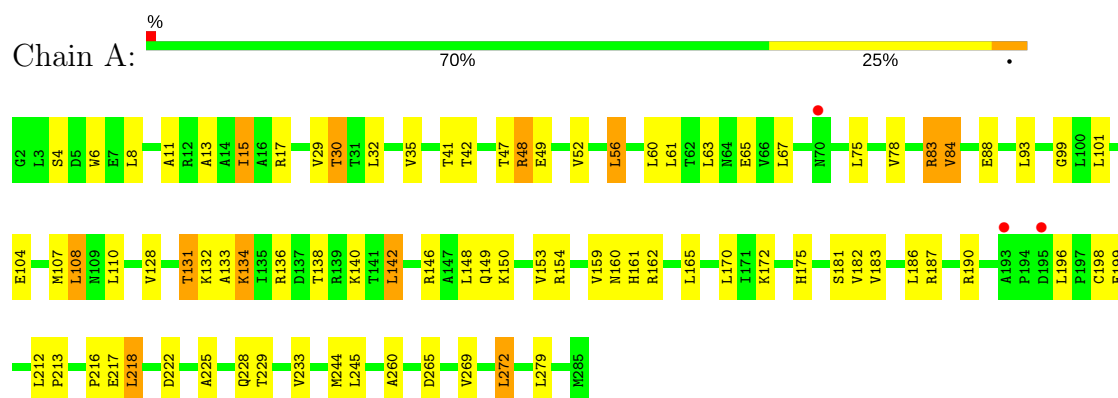 %
Chain A:
70% 25% •
G2 L3 S4 D5 W6 E7 L8 A11 R12 A13 A14 I15 A16 R17 V29 T30 T31 L32 V35 T41 T42 T47 R48 E49 V52 L56 L60 L61 T62 L63 N64 E65 V66 L67 N70 L75 V78 R83 V84 E88 L93 G99 L100 L101
E104 M107 L108 N109 L110 V128 T131 K132 A133 K134 I135 R136 D137 T138 R139 K140 T141 L142 R146 A147 L148 Q149 K150 V153 R154 V159 N160 H161 R162 L165 L170 I171 K172 H175 S181 V182 V183 L186 R187 R190 A193 P194 D195 L196 P197 C198
L212 P213 P216 E217 L218 D222 A225 Q228 T229 V233 M244 L245 A260 D265 V269 L272 L279 M285